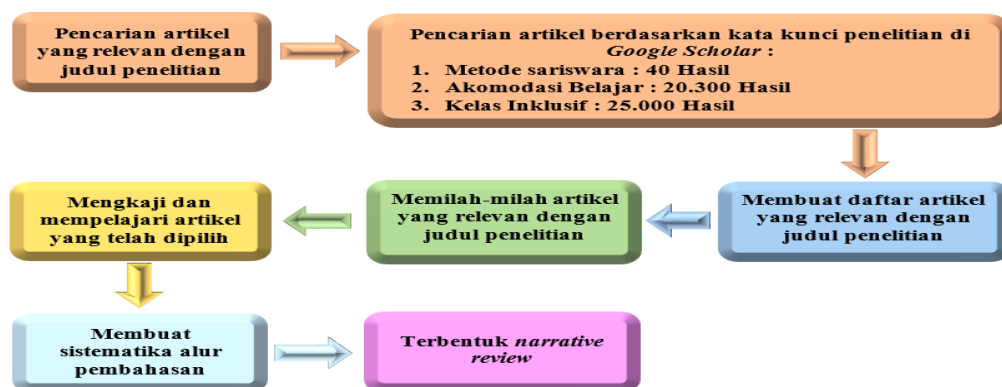 Pencarian artikel
yang relevan dengan
judul penelitian
Pencarian artikel berdasarkan kata kunci penelitian di
Google Scholar :
1. Metode sariswara : 40 Hasil
2. Akomodasi Belajar : 20.300 Hasil
3. Kelas Inklusif : 25.000 Hasil
Membuat daftar artikel
yang relevan dengan
judul penelitian
Memilah-milah artikel
yang relevan dengan
judul penelitian
Mengkaji dan
mempelajari artikel
yang telah dipilih
Membuat
sistematika alur
pembahasan
Terbentuk narrative
review